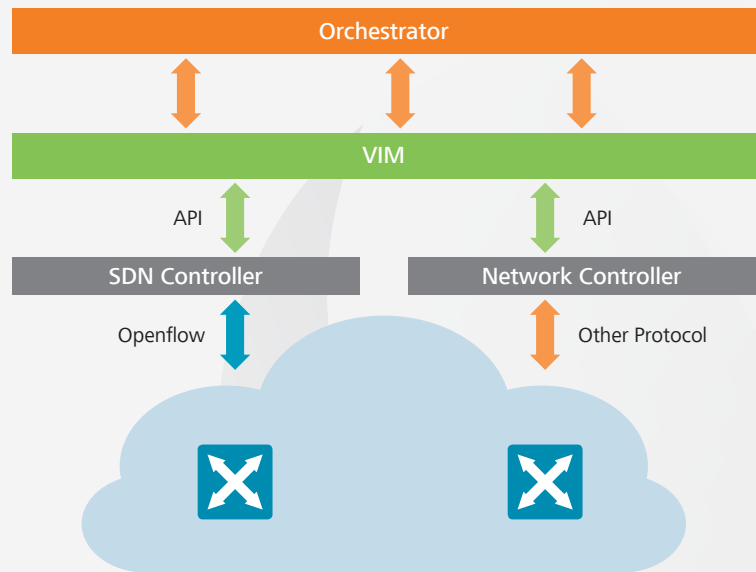 Orchestrator
VIM
API
API
SDN Controller
Network Controller
Openflow
Other Protocol